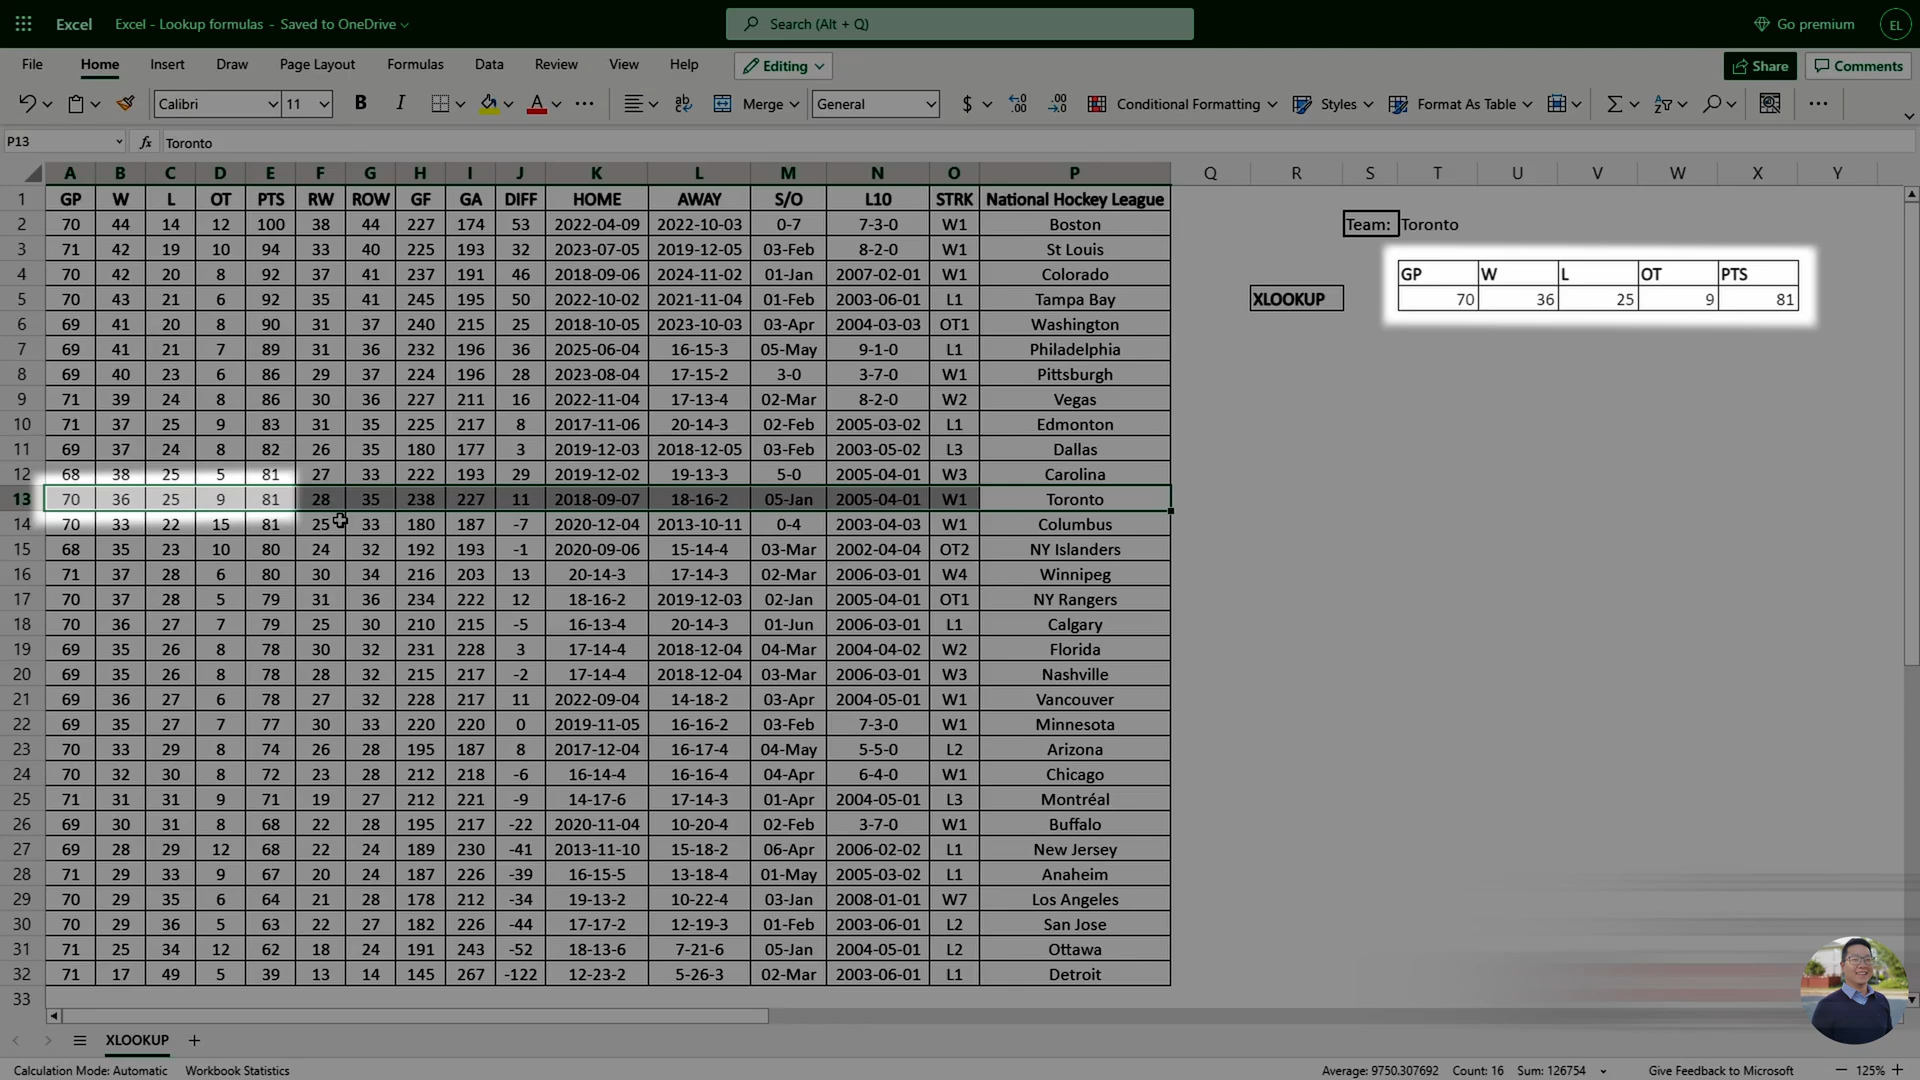 Excel Excel - Lookup formulas - Saved to OneDrive Search (Alt + Q) Go premium EL
File Home Insert Draw Page Layout Formulas Data Review View Help Editing Share Comments
Calibri 11 B I A ab Merge General $ .00 .00 Conditional Formatting Styles Format As Table
P13 fx Toronto
A B C D E F G H I J K L M N O P Q R S T U V W X Y
1 GP W L OT PTS RW ROW GF GA DIFF HOME AWAY S/O L10 STRK National Hockey League
2 70 44 14 12 100 38 44 227 174 53 2022-04-09 2022-10-03 0-7 7-3-0 W1 Boston Team: Toronto
3 71 42 19 10 94 33 40 225 193 32 2023-07-05 2019-12-05 03-Feb 8-2-0 W1 St Louis
4 70 42 20 8 92 37 41 237 191 46 2018-09-06 2024-11-02 01-Jan 2007-02-01 W1 Colorado GP W L OT PTS
5 70 43 21 6 92 35 41 245 195 50 2022-10-02 2021-11-04 01-Feb 2003-06-01 L1 Tampa Bay XLOOKUP 70 36 25 9 81
6 69 41 20 8 90 31 37 240 215 25 2018-10-05 2023-10-03 03-Apr 2004-03-03 OT1 Washington
7 69 41 21 7 89 31 36 232 196 36 2025-06-04 16-15-3 05-May 9-1-0 L1 Philadelphia
8 69 40 23 6 86 29 37 224 196 28 2023-08-04 17-15-2 3-0 3-7-0 W1 Pittsburgh
9 71 39 24 8 86 30 36 227 211 16 2022-11-04 17-13-4 02-Mar 8-2-0 W2 Vegas
10 71 37 25 9 83 31 35 225 217 8 2017-11-06 20-14-3 02-Feb 2005-03-02 L1 Edmonton
11 69 37 24 8 82 26 35 180 177 3 2019-12-03 2018-12-05 03-Feb 2003-05-02 L3 Dallas
12 68 38 25 5 81 27 33 222 193 29 2019-12-02 19-13-3 5-0 2005-04-01 W3 Carolina
13 70 36 25 9 81 28 35 238 227 11 2018-09-07 18-16-2 05-Jan 2005-04-01 W1 Toronto
14 70 33 22 15 81 25 33 180 187 -7 2020-12-04 2013-10-11 0-4 2003-04-03 W1 Columbus
15 68 35 23 10 80 24 32 192 193 -1 2020-09-06 15-14-4 03-Mar 2002-04-04 OT2 NY Islanders
16 71 37 28 6 80 30 34 216 203 13 20-14-3 17-14-3 02-Mar 2006-03-01 W4 Winnipeg
17 70 37 28 5 79 31 36 234 222 12 18-16-2 2019-12-03 02-Jan 2005-04-01 OT1 NY Rangers
18 70 36 27 7 79 25 30 210 215 -5 16-13-4 20-14-3 01-Jun 2006-03-01 L1 Calgary
19 69 35 26 8 78 30 32 231 228 3 17-14-4 2018-12-04 04-Mar 2004-04-02 W2 Florida
20 69 35 26 8 78 28 32 215 217 -2 17-14-4 2018-12-04 03-Mar 2006-03-01 W3 Nashville
21 69 36 27 6 78 27 32 228 217 11 2022-09-04 14-18-2 03-Apr 2004-05-01 W1 Vancouver
22 69 35 27 7 77 30 33 220 220 0 2019-11-05 16-16-2 03-Feb 7-3-0 W1 Minnesota
23 70 33 29 8 74 26 28 195 187 8 2017-12-04 16-17-4 04-May 5-5-0 L2 Arizona
24 70 32 30 8 72 23 28 212 218 -6 16-14-4 16-16-4 04-Apr 6-4-0 W1 Chicago
25 71 31 31 9 71 19 27 212 221 -9 14-17-6 17-14-3 01-Apr 2004-05-01 L3 Montréal
26 69 30 31 8 68 22 28 195 217 -22 2020-11-04 10-20-4 02-Feb 3-7-0 W1 Buffalo
27 69 28 29 12 68 22 24 189 230 -41 2013-11-10 15-18-2 06-Apr 2006-02-02 L1 New Jersey
28 71 29 33 9 67 20 24 187 226 -39 16-15-5 13-18-4 01-May 2005-03-02 L1 Anaheim
29 70 29 35 6 64 21 28 178 212 -34 19-13-2 10-22-4 03-Jan 2008-01-01 W7 Los Angeles
30 70 29 36 5 63 22 27 182 226 -44 17-17-2 12-19-3 01-Feb 2003-06-01 L2 San Jose
31 71 25 34 12 62 18 24 191 243 -52 18-13-6 7-21-6 05-Jan 2004-05-01 L2 Ottawa
32 71 17 49 5 39 13 14 145 267 -122 12-23-2 5-26-3 02-Mar 2003-06-01 L1 Detroit
33
XLOOKUP
Calculation Mode: Automatic Workbook Statistics Average: 9750.307692 Count: 16 Sum: 126754 Give Feedback to Microsoft 125%